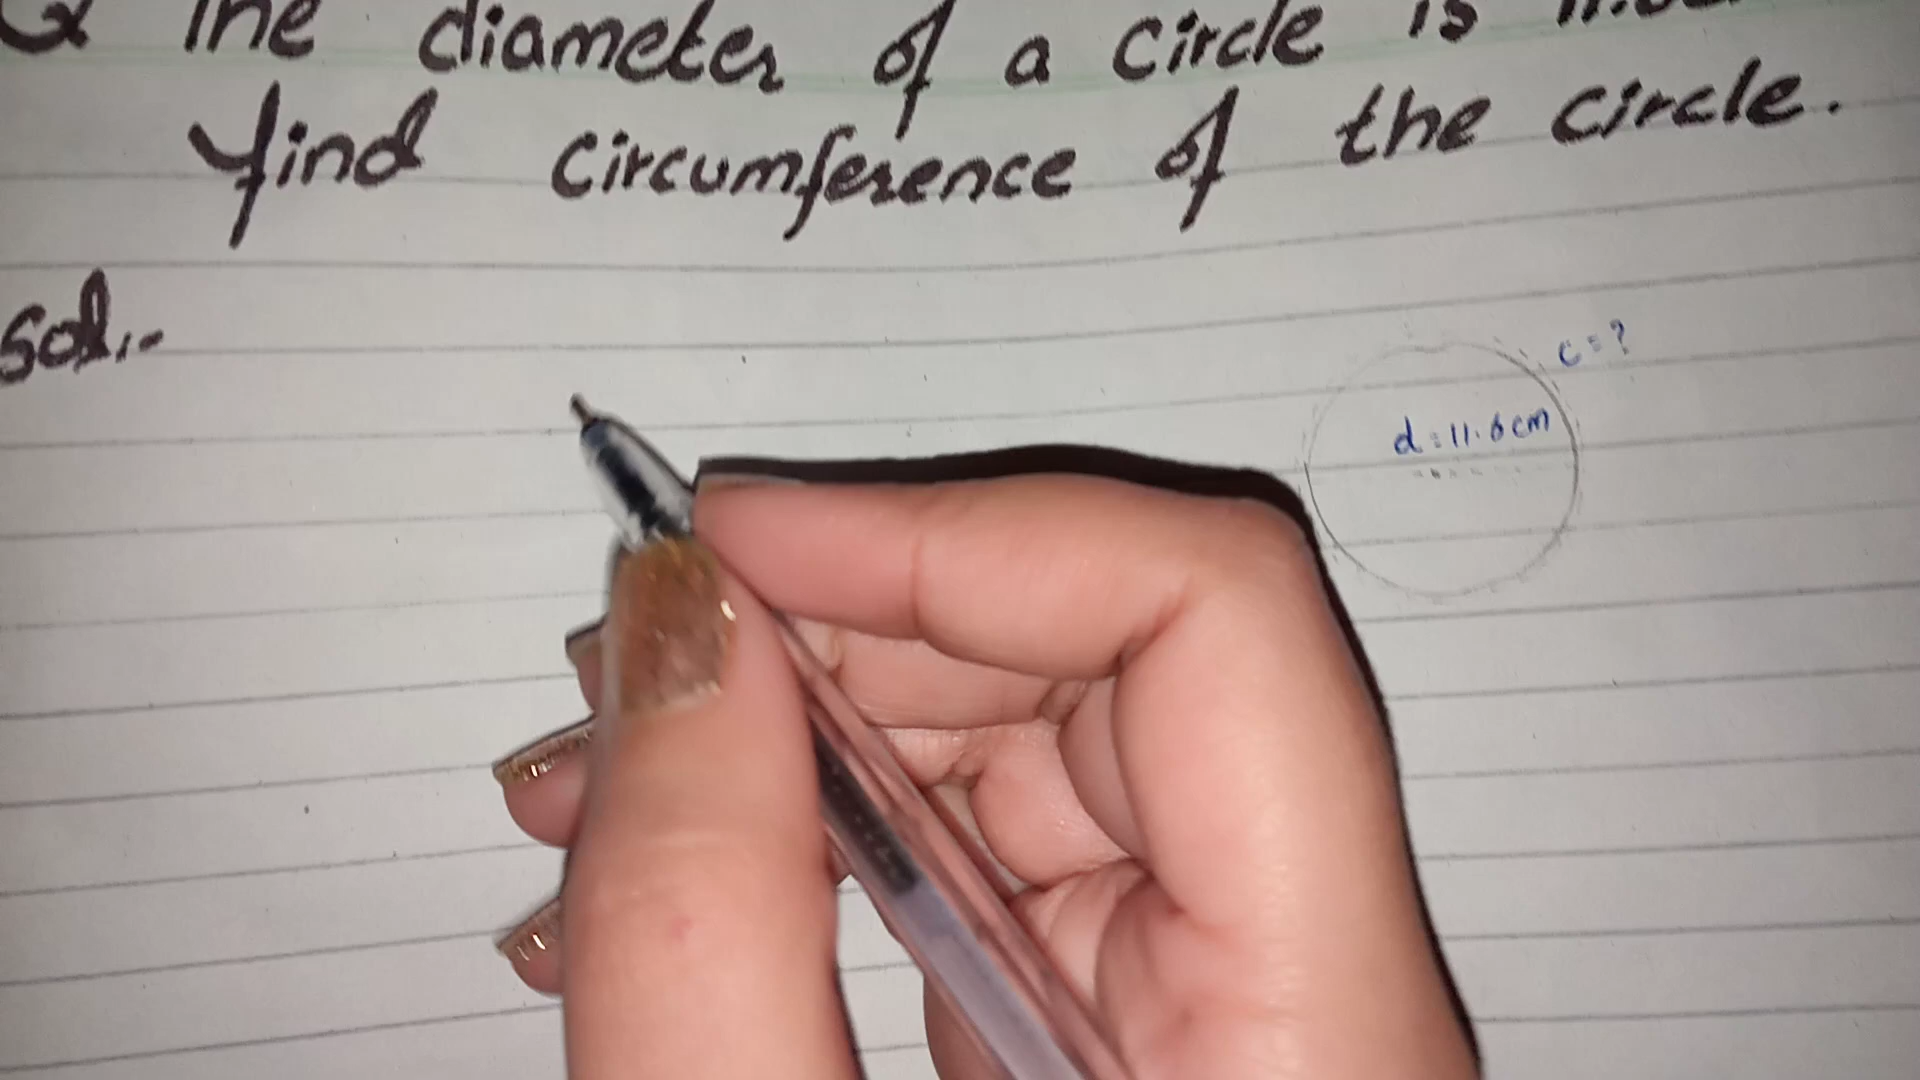 The diameter of a circle is
find circumference of the circle.
Sol:-
c = ?
d = 11.6 cm